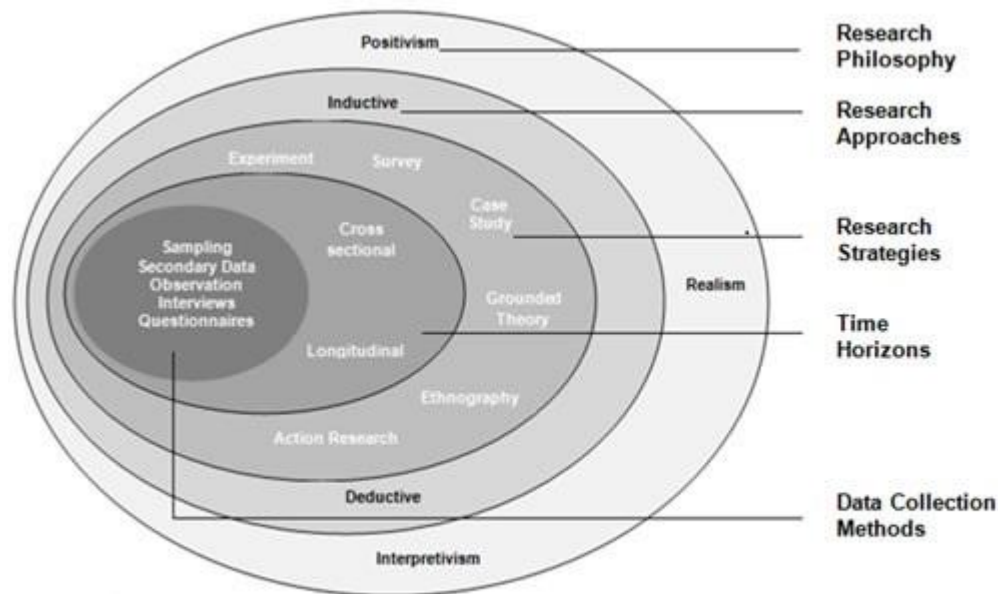 Positivism
Research
Philosophy
Inductive
Research
Approaches
Experiment
Survey
Case
Study
Cross
sectional
Research
Strategies
Sampling
Secondary Data
Observation
Interviews
Questionnaires
Realism
Grounded
Theory
Time
Horizons
Longitudinal
Ethnography
Action Research
Deductive
Data Collection
Methods
Interpretivism